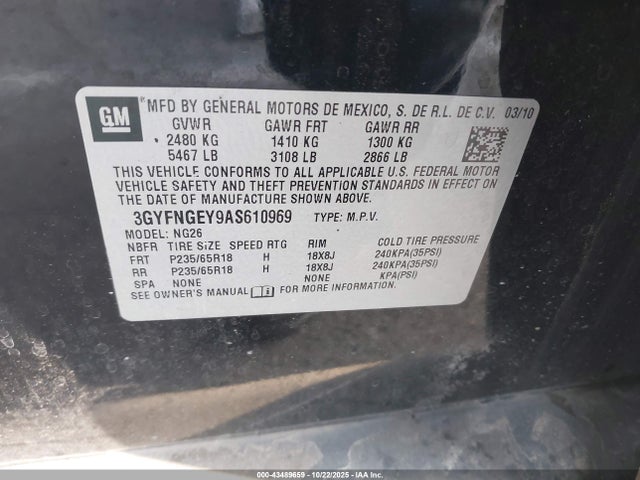 GM
MFD BY GENERAL MOTORS DE MEXICO, S. DE R.L. DE C.V. 03/10
GVWR GAWR FRT GAWR RR
2480 KG 1410 KG 1300 KG
5467 LB 3108 LB 2866 LB
THIS VEHICLE CONFORMS TO ALL APPLICABLE U.S. FEDERAL MOTOR
VEHICLE SAFETY AND THEFT PREVENTION STANDARDS IN EFFECT ON
THE DATE OF MANUFACTURE SHOWN ABOVE.
3GYFNGEY9AS610969 TYPE: M.P.V.
MODEL: NG26
NBFR TIRE SIZE SPEED RTG RIM COLD TIRE PRESSURE
FRT P235/65R18 H 18X8J 240KPA(35PSI)
RR P235/65R18 H 18X8J 240KPA(35PSI)
SPA NONE NONE KPA(PSI)
SEE OWNER'S MANUAL FOR MORE INFORMATION.
000-43489659 | 10/22/2025 - IAA Inc.